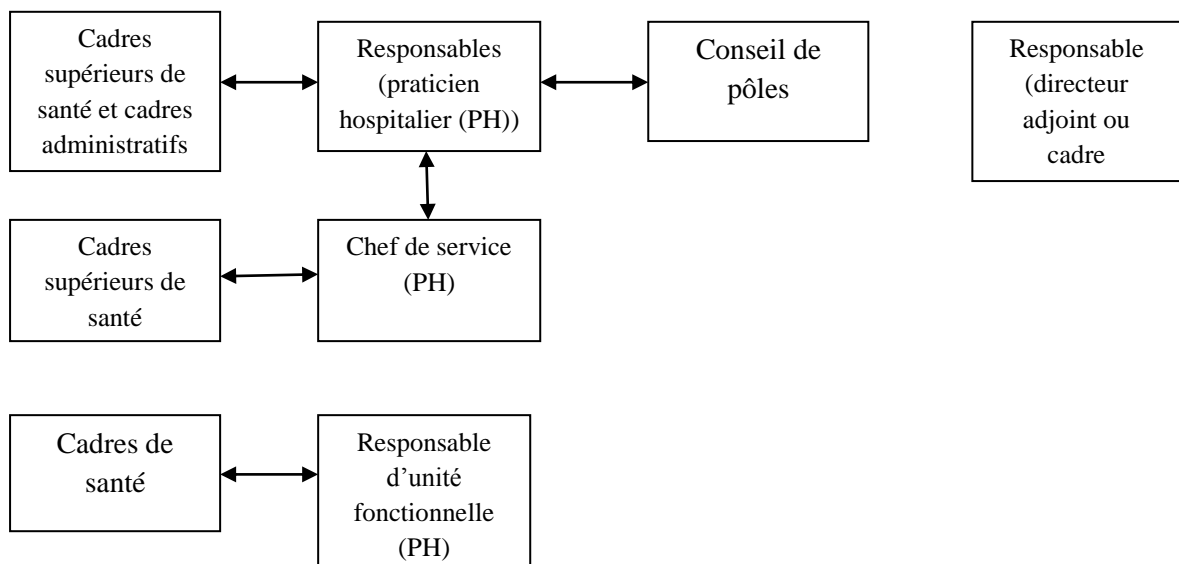 Cadres
supérieurs de
santé et cadres
administratifs
Responsables
(praticien
hospitalier (PH))
Conseil de
pôles
Responsable
(directeur
adjoint ou
cadre
Cadres
supérieurs de
santé
Chef de service
(PH)
Cadres de
santé
Responsable
d’unité
fonctionnelle
(PH)